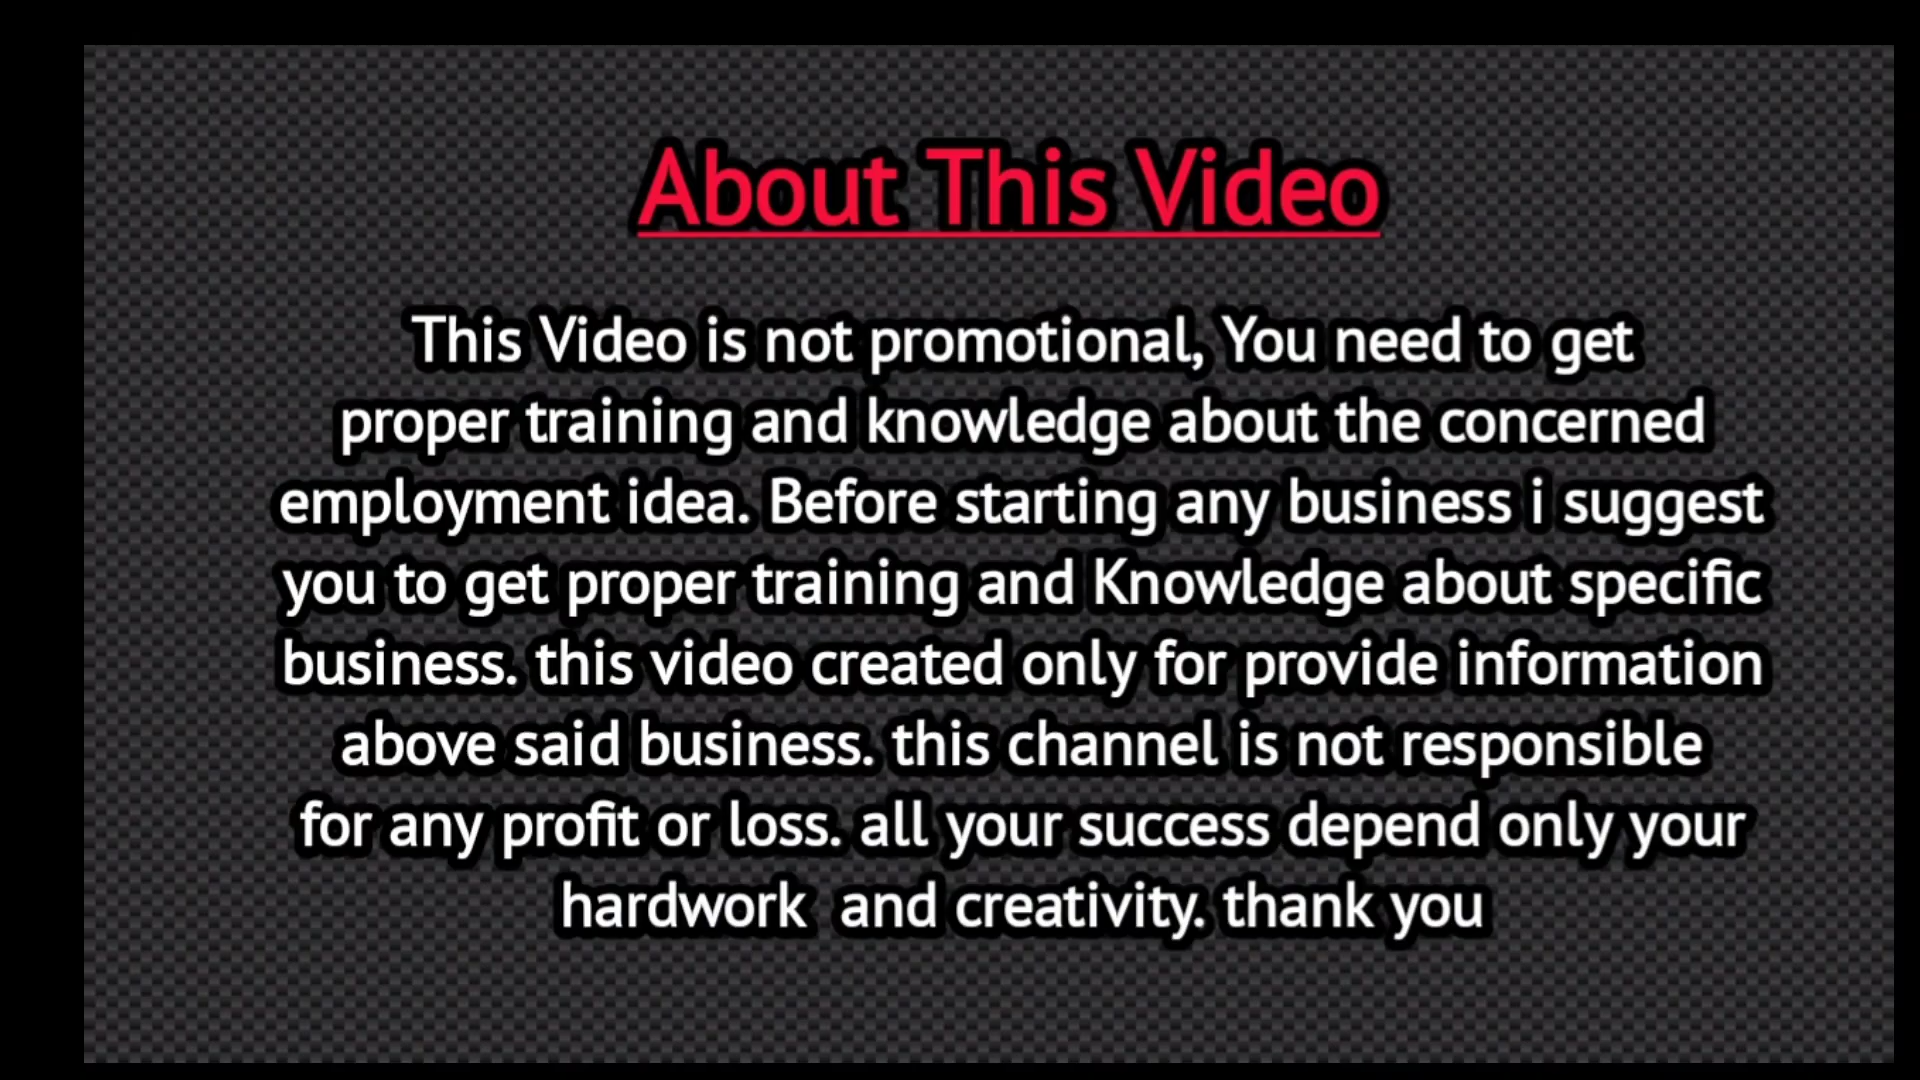 About This Video
This Video is not promotional, You need to get
proper training and knowledge about the concerned
employment idea. Before starting any business i suggest
you to get proper training and Knowledge about specific
business. this video created only for provide information
above said business. this channel is not responsible
for any profit or loss. all your success depend only your
hardwork  and creativity. thank you